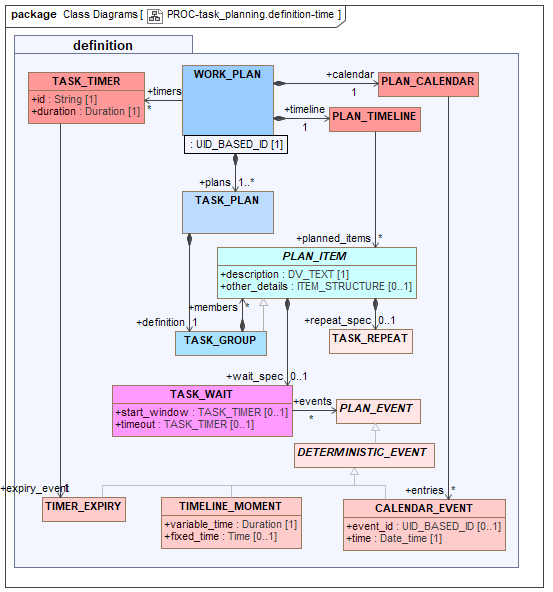 package Class Diagrams [ PROC-task_planning.definition-time ]
definition
TASK_TIMER
+id : String [1]
+duration : Duration [1]
+timers
*
WORK_PLAN
: UID_BASED_ID [1]
+calendar
1
PLAN_CALENDAR
+timeline
1
PLAN_TIMELINE
+plans 1..*
TASK_PLAN
+planned_items *
PLAN_ITEM
+description : DV_TEXT [1]
+other_details : ITEM_STRUCTURE [0..1]
+members *
+definition 1
TASK_GROUP
+repeat_spec 0..1
TASK_REPEAT
+wait_spec 0..1
TASK_WAIT
+start_window : TASK_TIMER [0..1]
+timeout : TASK_TIMER [0..1]
+events
*
PLAN_EVENT
DETERMINISTIC_EVENT
+expiry_event 1
+entries *
TIMER_EXPIRY
TIMELINE_MOMENT
+variable_time : Duration [1]
+fixed_time : Time [0..1]
CALENDAR_EVENT
+event_id : UID_BASED_ID [0..1]
+time : Date_time [1]